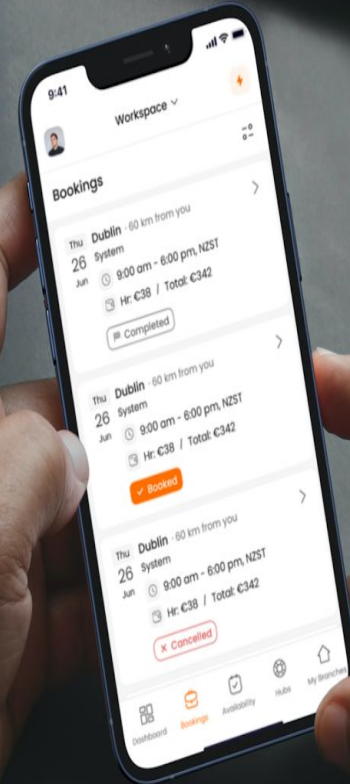 9:41
Workspace
Bookings
Thu
26
Jun
Dublin · 60 km from you
System
9:00 am - 6:00 pm, NZST
Hr: €38 / Total: €342
Completed
Thu
26
Jun
Dublin · 60 km from you
System
9:00 am - 6:00 pm, NZST
Hr: €38 / Total: €342
Booked
Thu
26
Jun
Dublin · 60 km from you
System
9:00 am - 6:00 pm, NZST
Hr: €38 / Total: €342
Cancelled
Dashboard
Bookings
Availability
Hubs
My Branches